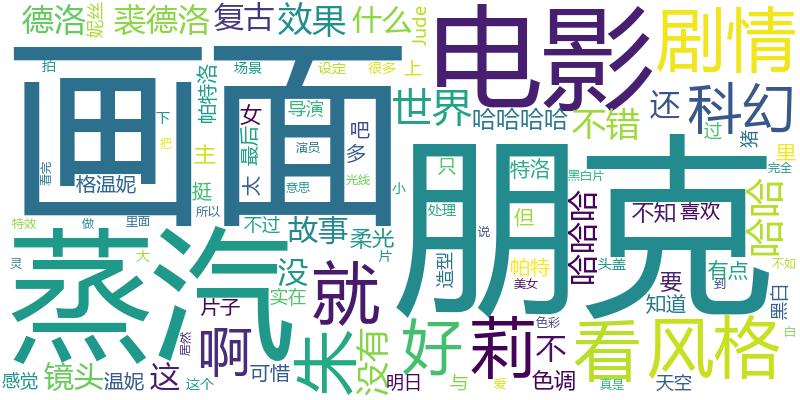 德洛
妮丝
裘德洛
复古
效果
什么
Jude
电影
剧情
画面
拍
场景
设定
很多
上
帕特洛
世界
还
科幻
下
把
女
导演
吧
哈哈哈哈
不错
过
猪
里
看完
格温妮
主
挺
最后
太
演员
多
意思
光线
小
只
特洛
黑白片
哈哈
完全
朋克
特效
做
里面
所以
不过
故事
柔光
片
处理
但
说
哈哈哈
不知
喜欢
蒸汽
灵
大
没
实在
造型
帕特
美女
头盖
要
有点
知道
到
黑白
不如
白
居然
片子
就
朱
没有
好
莉
不
色彩
看
风格
感觉
镜头
温妮
这
这个
啊
可惜
明日
与
爱
色调
真是
天空